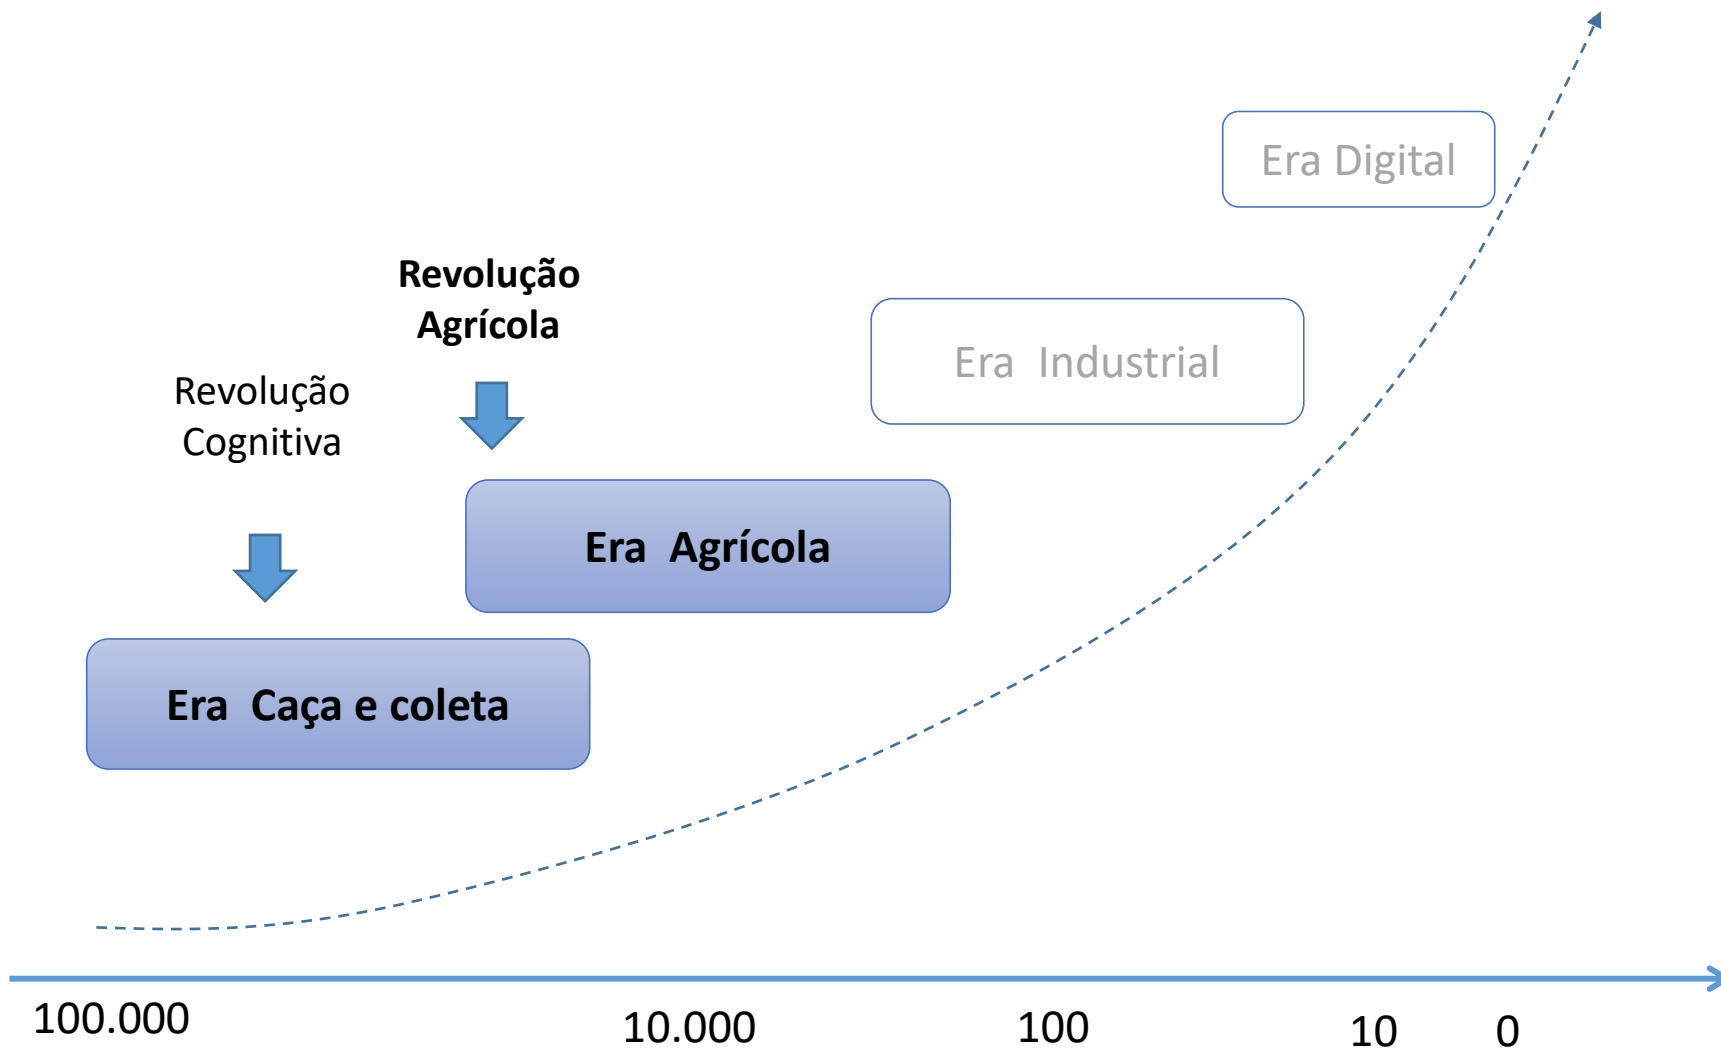 Era Digital
Revolução
Agrícola
Era  Industrial
Revolução
Cognitiva
Era  Agrícola
Era  Caça e coleta
100.000
10.000
100
10
0